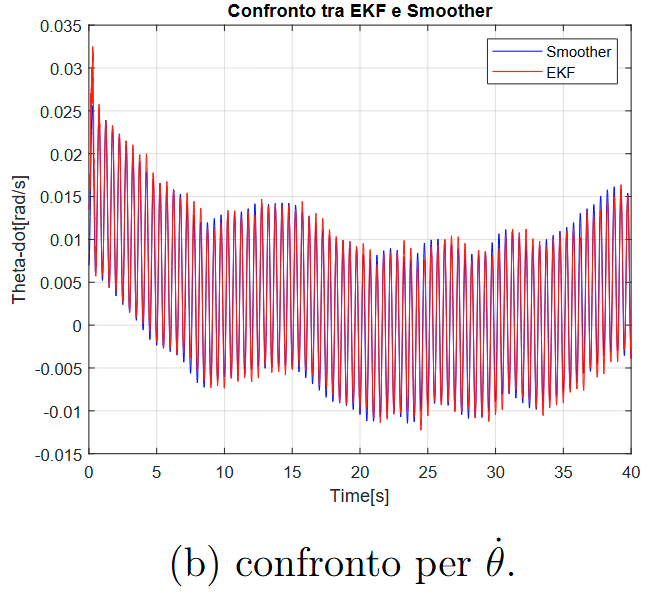 Confronto tra EKF e Smoother
Smoother
EKF
0.035
0.03
0.025
0.02
0.015
0.01
0.005
0
-0.005
-0.01
-0.015
Theta-dot[rad/s]
0 5 10 15 20 25 30 35 40
Time[s]
(b) confronto per θ̇.